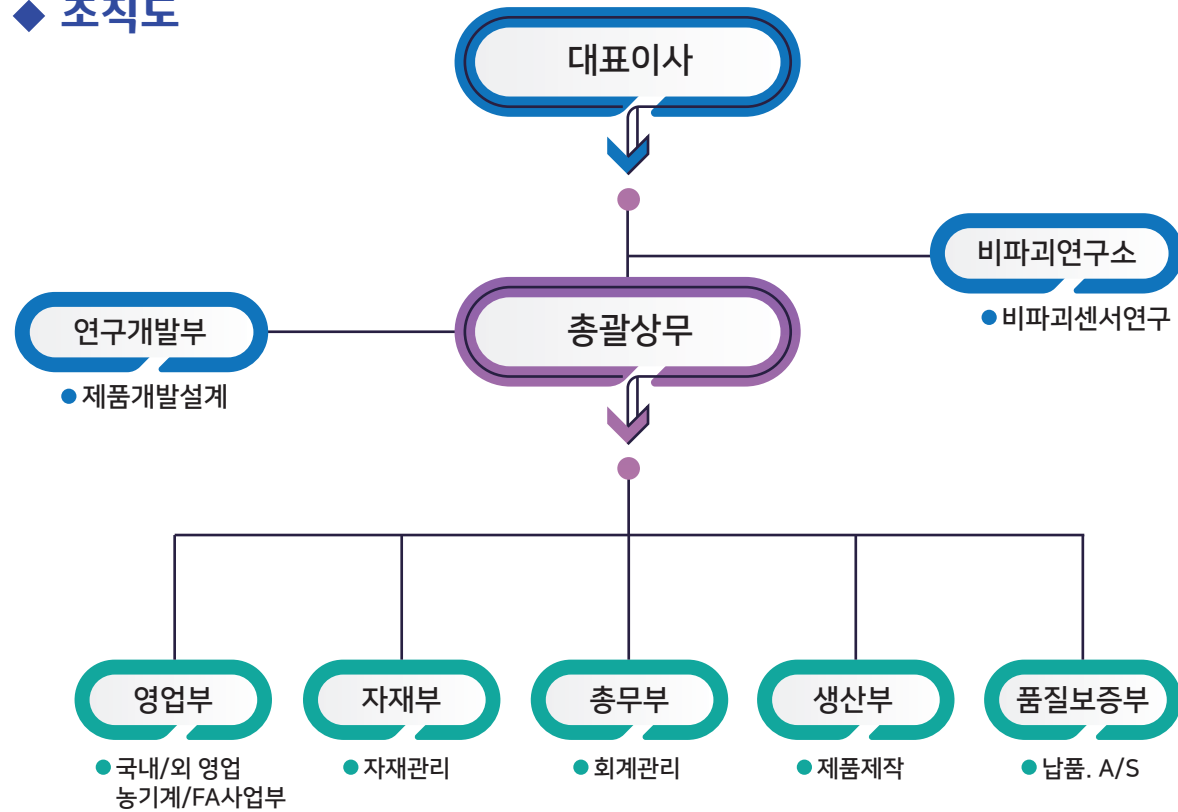 조직도
대표이사
비파괴연구소
비파괴센서연구
연구개발부
제품개발설계
총괄상무
영업부
국내/외 영업
농기계/FA사업부
자재부
자재관리
총무부
회계관리
생산부
제품제작
품질보증부
납품. A/S